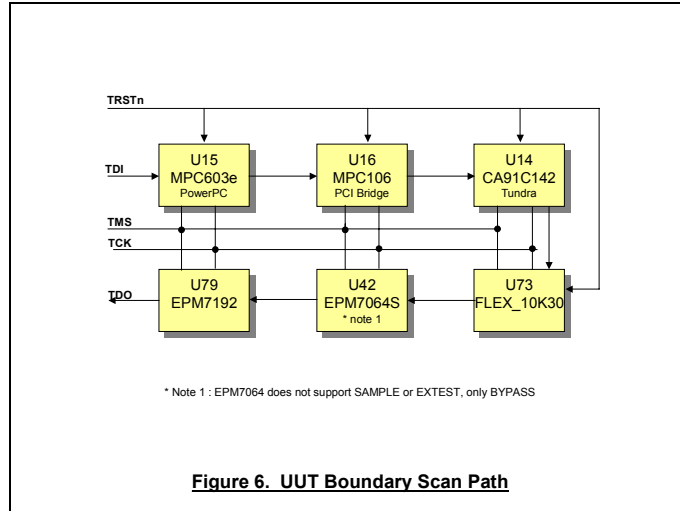 TRSTn
TDI
U15
MPC603e
PowerPC
U16
MPC106
PCI Bridge
U14
CA91C142
Tundra
TMS
TCK
TDO
U79
EPM7192
U42
EPM7064S
* note 1
U73
FLEX_10K30
* Note 1 : EPM7064 does not support SAMPLE or EXTEST, only BYPASS
Figure 6. UUT Boundary Scan Path